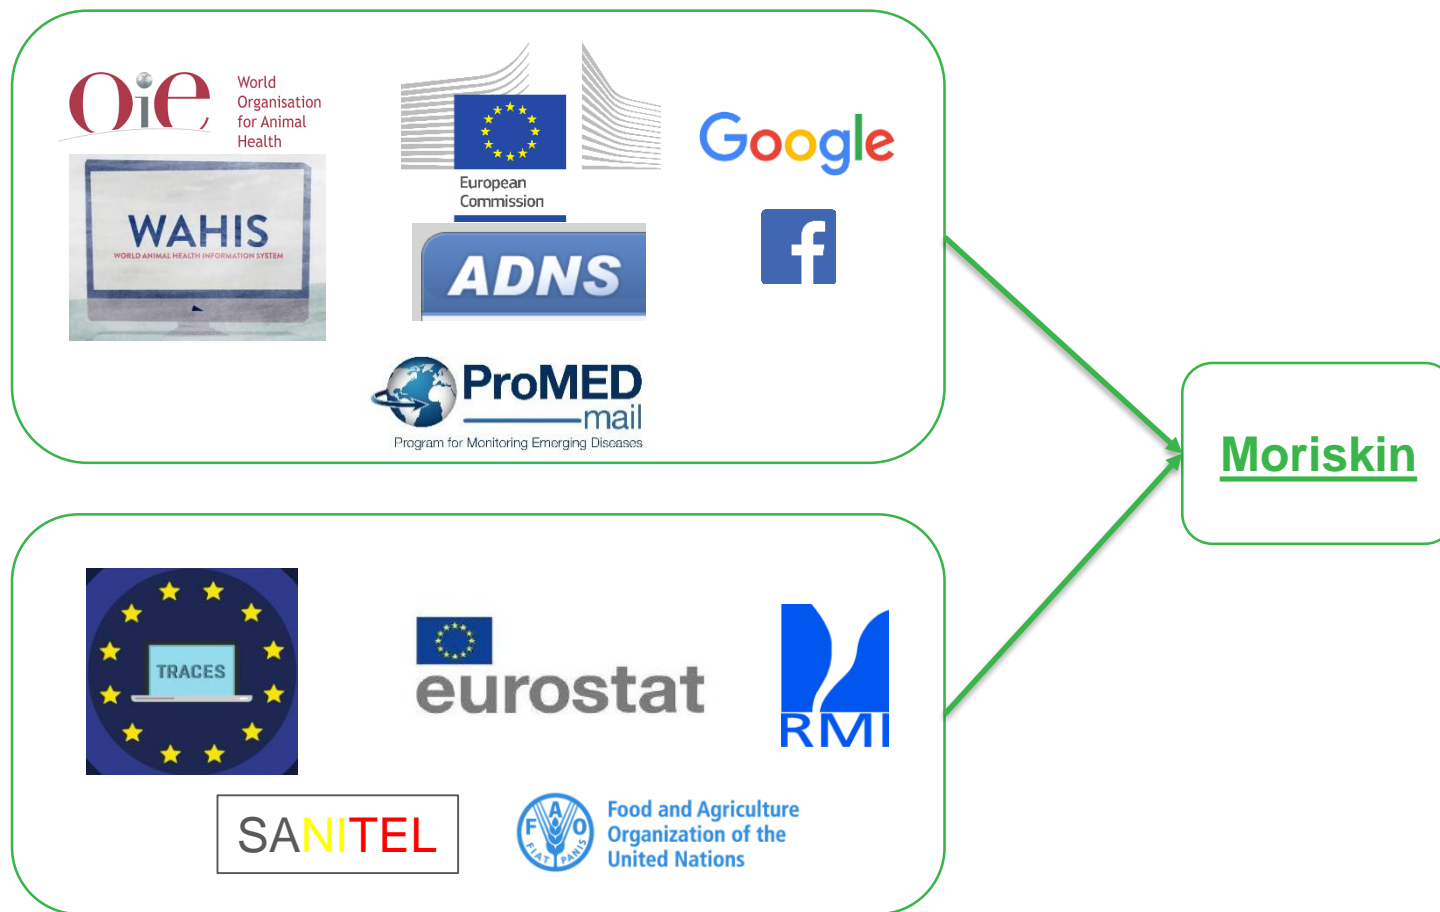 OiE
World
Organisation
for Animal
Health
WAHIS
WORLD ANIMAL HEALTH INFORMATION SYSTEM
European
Commission
ADNS
Google
f
ProMED
mail
Program for Monitoring Emerging Diseases
Moriskin
TRACES
eurostat
RMI
SANITEL
F A O
FIAT PANIS
Food and Agriculture
Organization of the
United Nations